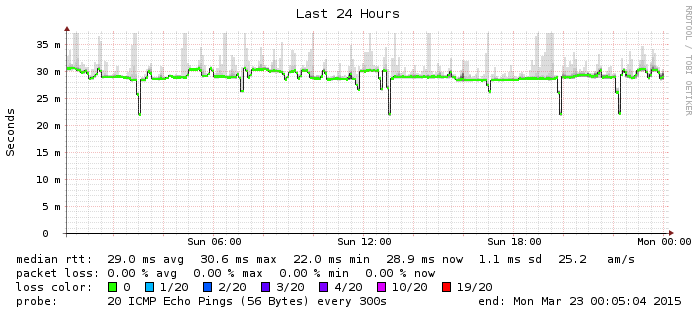 Last 24 Hours
RRDTOOL / TOBI OETIKER
Seconds
35 m
30 m
25 m
20 m
15 m
10 m
5 m
0
Sun 06:00 Sun 12:00 Sun 18:00 Mon 00:00
median rtt: 29.0 ms avg 30.6 ms max 22.0 ms min 28.9 ms now 1.1 ms sd 25.2 am/s
packet loss: 0.00 % avg 0.00 % max 0.00 % min 0.00 % now
loss color: 0 1/20 2/20 3/20 4/20 10/20 19/20
probe: 20 ICMP Echo Pings (56 Bytes) every 300s end: Mon Mar 23 00:05:04 2015